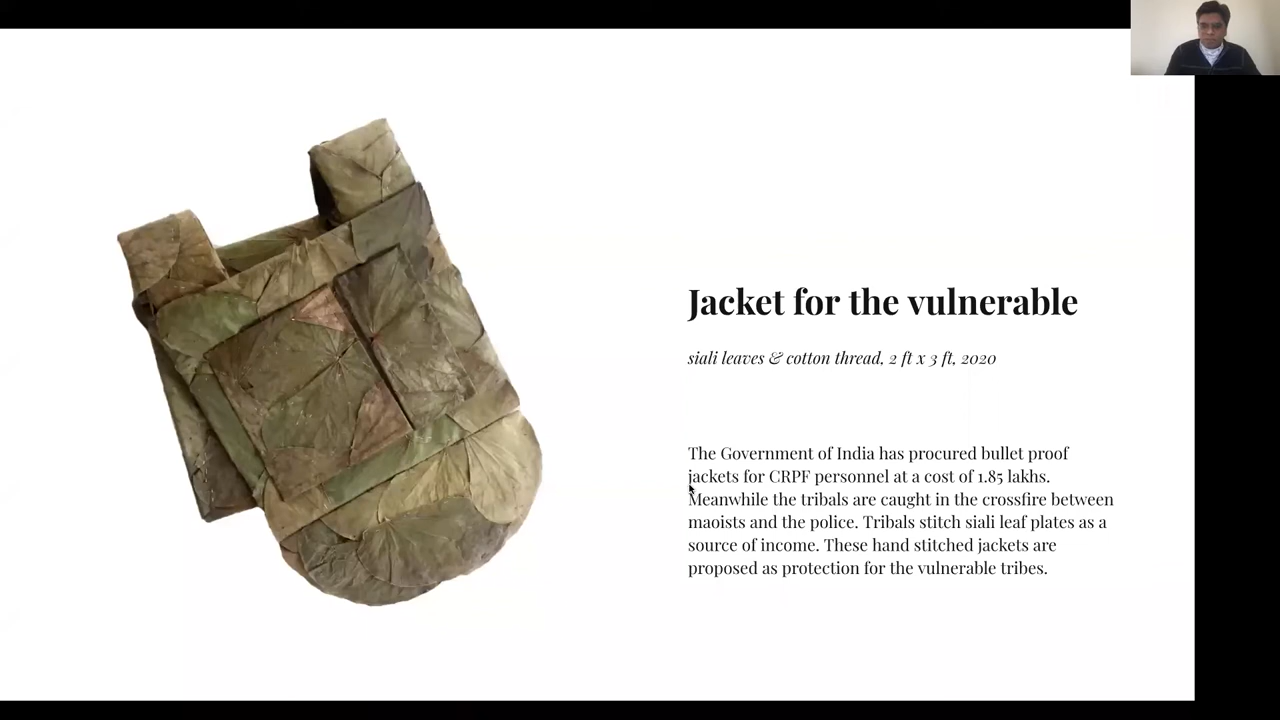 Jacket for the vulnerable
siali leaves & cotton thread, 2 ft x 3 ft, 2020
The Government of India has procured bullet proof
jackets for CRPF personnel at a cost of 1.85 lakhs.
Meanwhile the tribals are caught in the crossfire between
maoists and the police. Tribals stitch siali leaf plates as a
source of income. These hand stitched jackets are
proposed as protection for the vulnerable tribes.